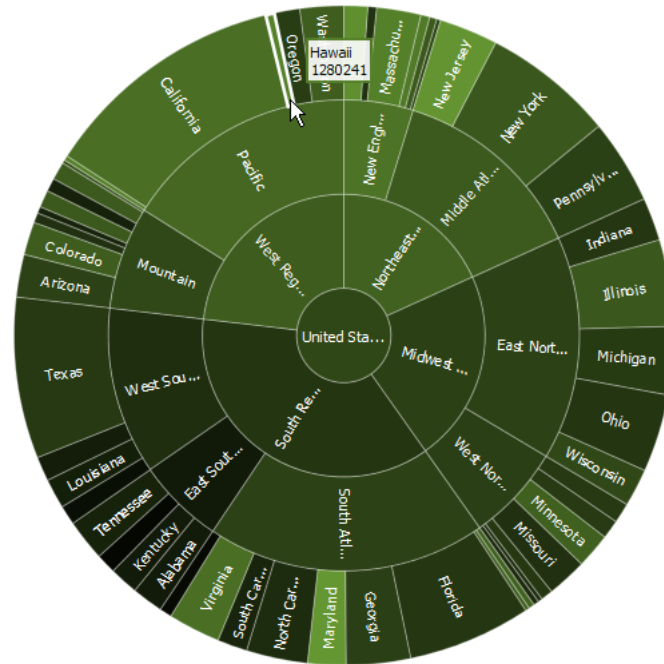 United Sta...
West Reg...
Northeast...
Midwest ...
South Re...
Pacific
New Engl...
Middle Atl...
East Nort...
West Nor...
South Atl...
East Sout...
West Sou...
Mountain
California
Oregon
Hawaii
1280241
Massachu...
New Jersey
New York
Pennsylv...
Indiana
Illinois
Michigan
Ohio
Wisconsin
Minnesota
Missouri
Florida
Georgia
Maryland
North Car...
South Car...
Virginia
Alabama
Kentucky
Tennessee
Louisiana
Texas
Arizona
Colorado